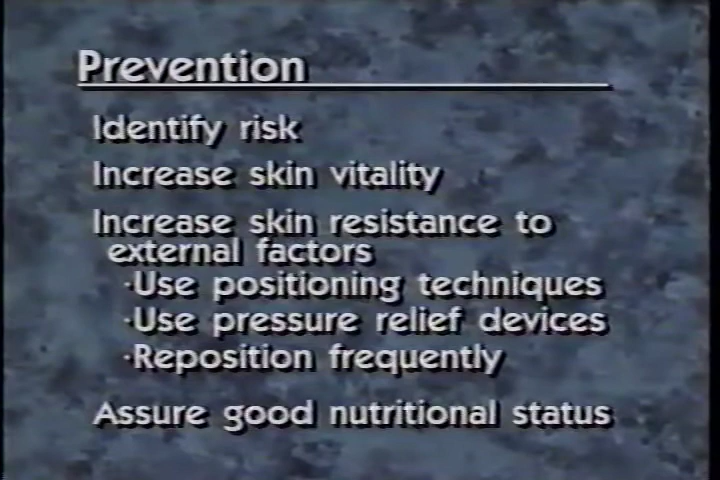 Prevention
Identify risk
Increase skin vitality
Increase skin resistance to
external factors
·Use positioning techniques
·Use pressure relief devices
·Reposition frequently
Assure good nutritional status